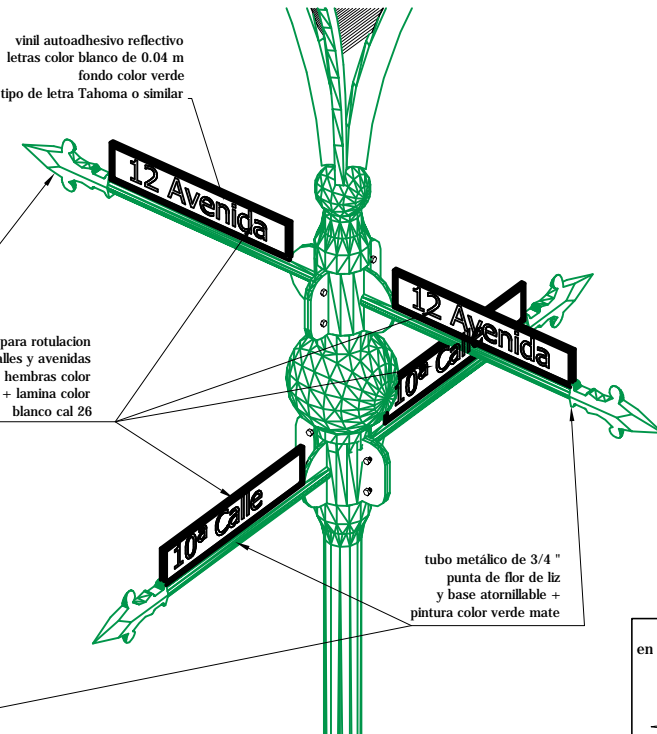 vinil autoadhesivo reflectivo
letras color blanco de 0.04 m
fondo color verde
tipo de letra Tahoma o similar
12 Avenida
12 Avenida
para rotulacion
alles y avenidas
hembras color
+ lamina color
blanco cal 26
10ª Calle
10ª Calle
tubo metálico de 3/4 "
punta de flor de liz
y base atornillable +
pintura color verde mate
en